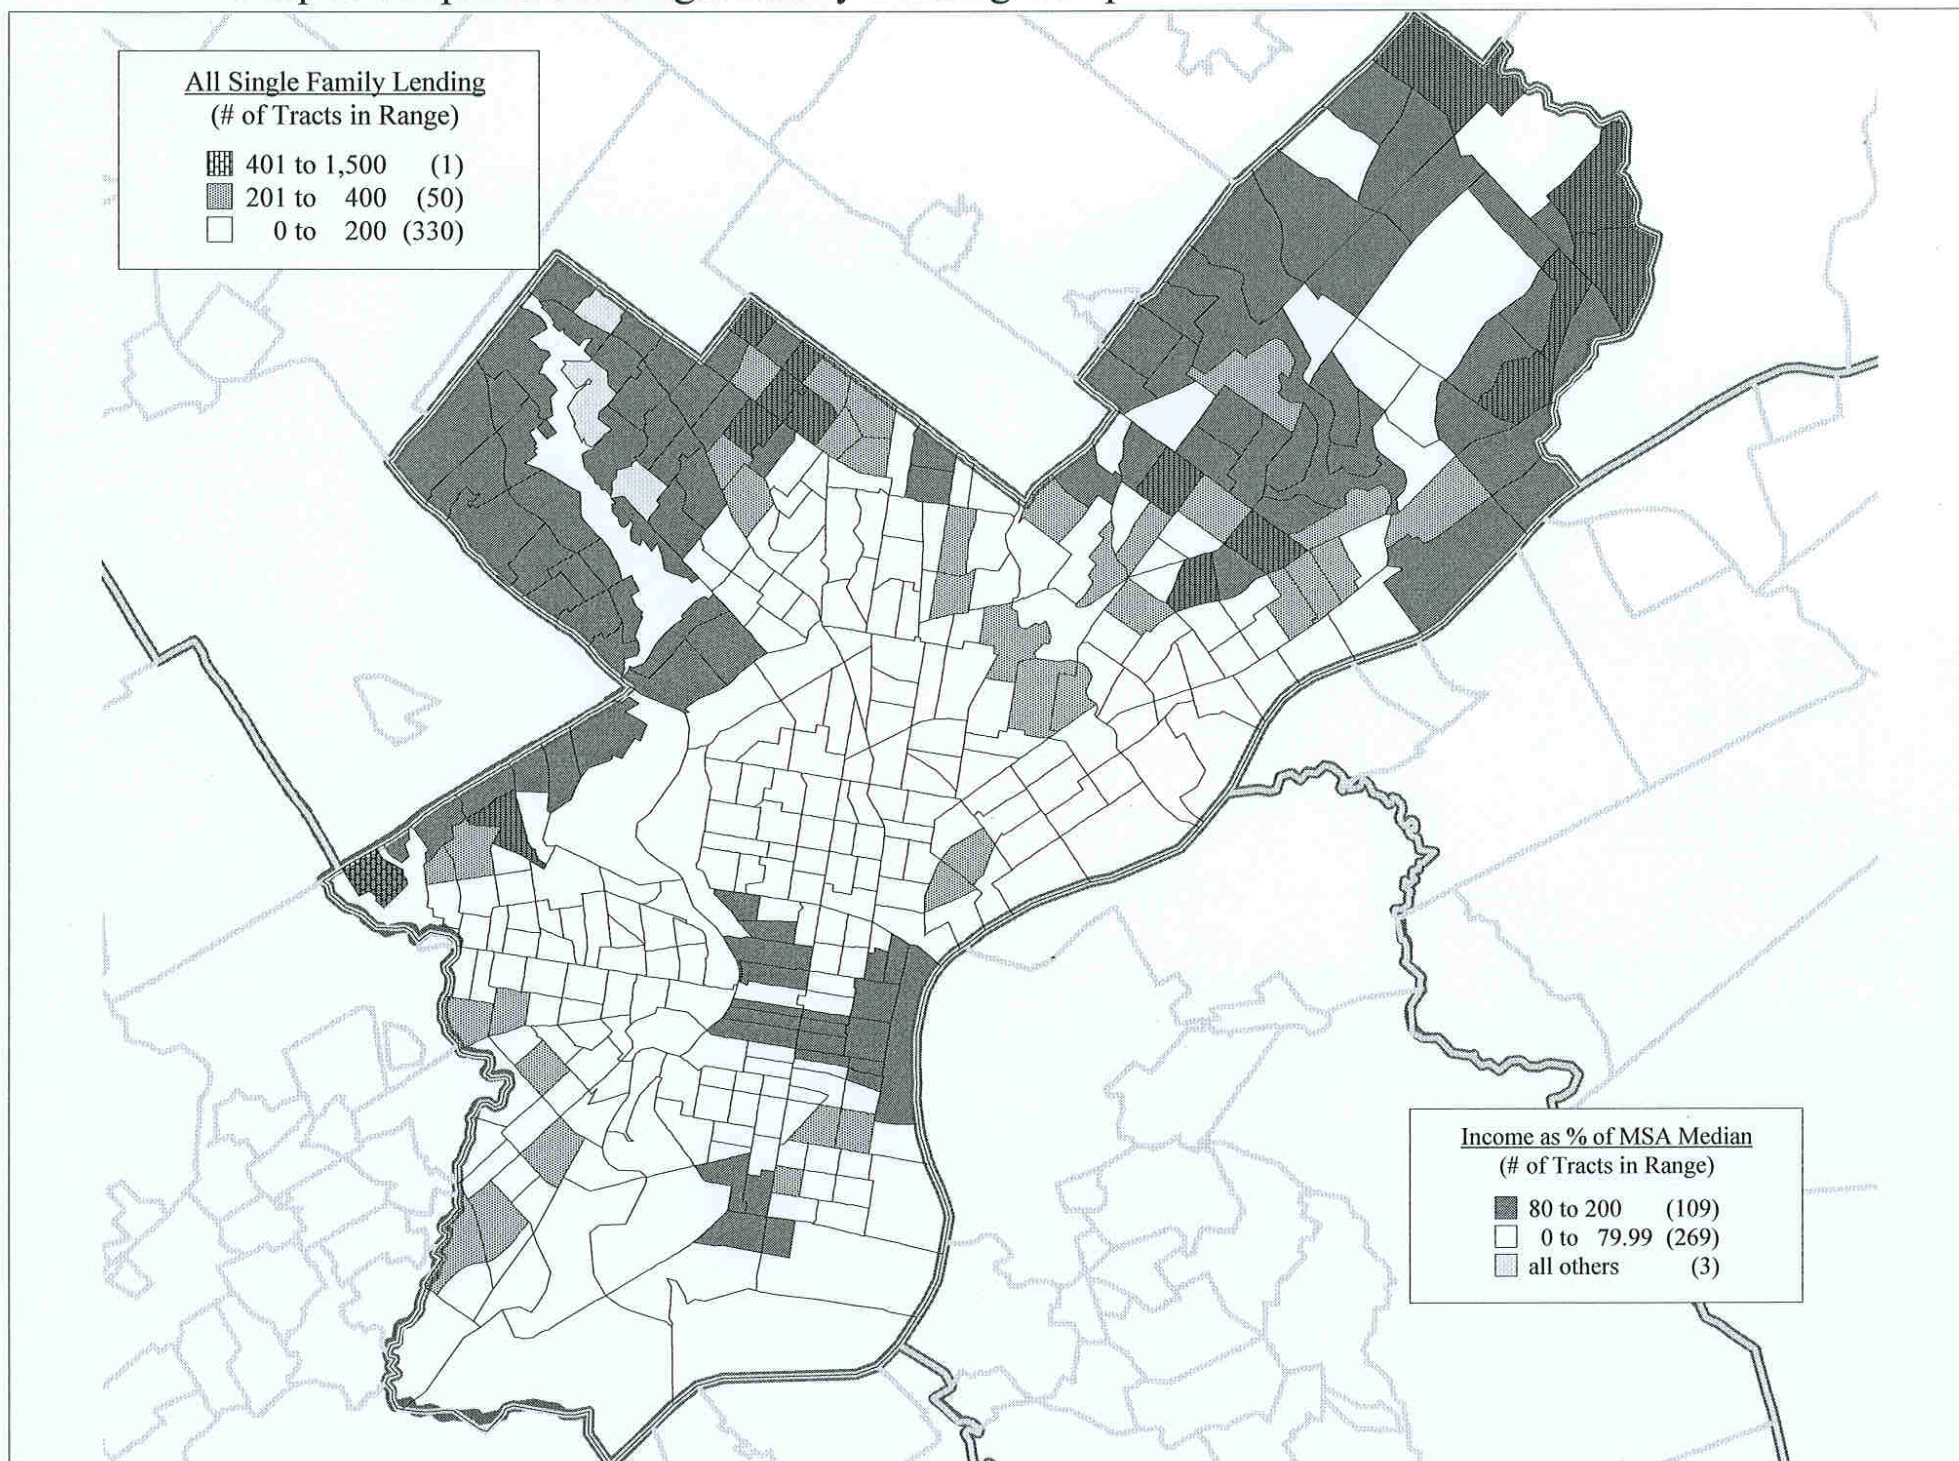 All Single Family Lending
(# of Tracts in Range)
401 to 1,500 (1)
201 to 400 (50)
0 to 200 (330)
Income as % of MSA Median
(# of Tracts in Range)
80 to 200 (109)
0 to 79.99 (269)
all others (3)